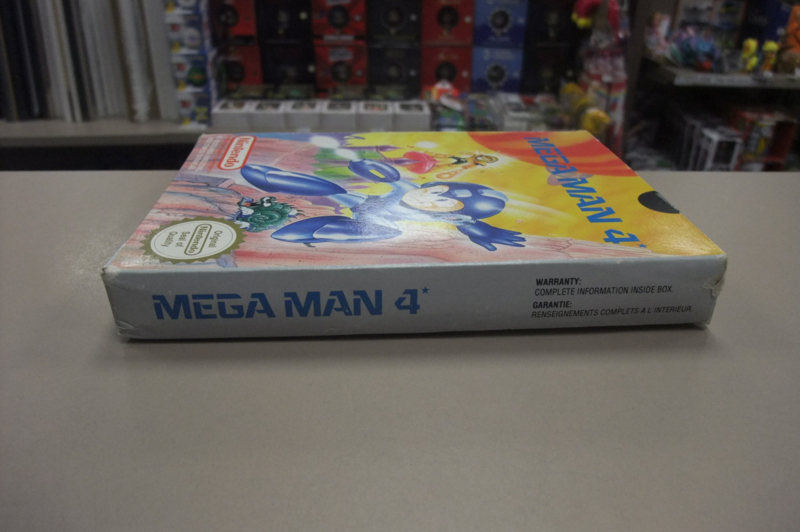 Nintendo
MEGA MAN 4
Original
Nintendo
Seal of
Quality
MEGA MAN 4*
WARRANTY:
COMPLETE INFORMATION INSIDE BOX.
GARANTIE:
RENSEIGNEMENTS COMPLETS A L'INTERIEUR